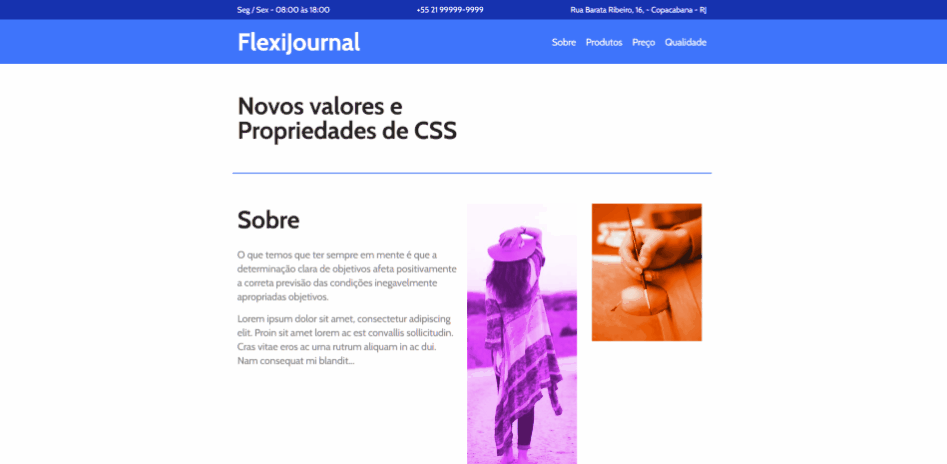 Seg / Sex - 08:00 às 18:00
+55 21 99999-9999
Rua Barata Ribeiro, 16, - Copacabana - RJ
FlexiJournal
Sobre Produtos Preço Qualidade
Novos valores e
Propriedades de CSS
Sobre
O que temos que ter sempre em mente é que a
determinação clara de objetivos afeta positivamente
a correta previsão das condições inegavelmente
apropriadas objetivos.
Lorem ipsum dolor sit amet, consectetur adipiscing
elit. Proin sit amet lorem ac est convallis sollicitudin.
Cras vitae eros ac urna rutrum aliquam in ac dui.
Nam consequat mi blandit...